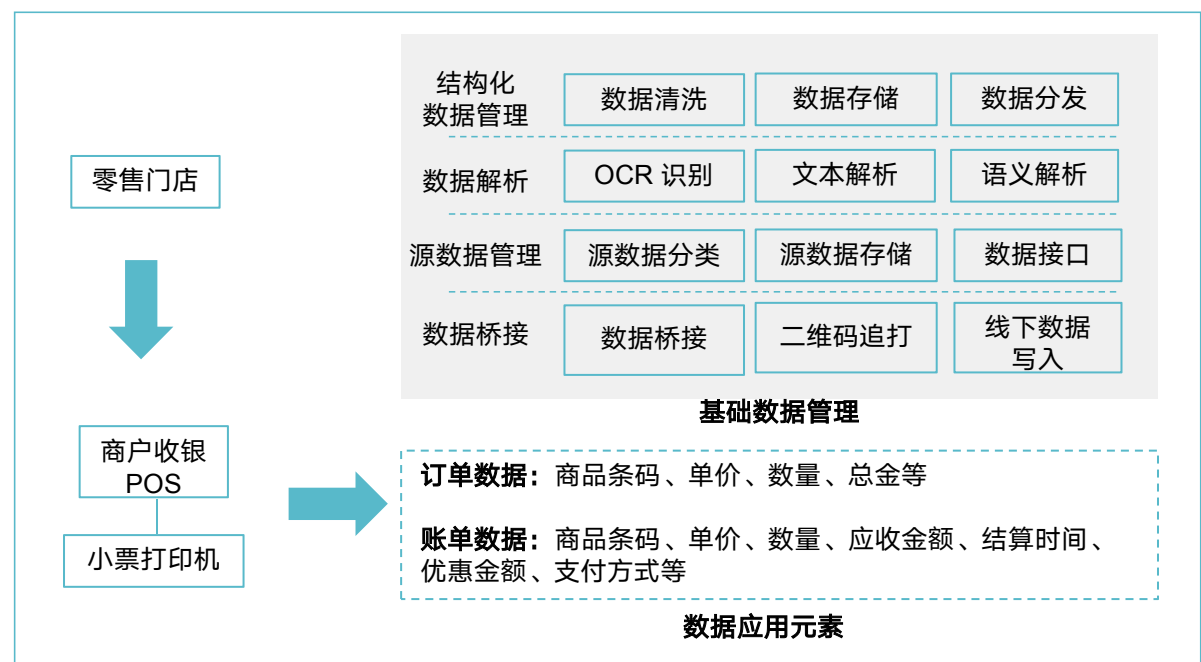 零售门店
商户收银
POS
小票打印机
结构化
数据管理
数据清洗
数据存储
数据分发
数据解析
OCR 识别
文本解析
语义解析
源数据管理
源数据分类
源数据存储
数据接口
数据桥接
数据桥接
二维码追打
线下数据
写入
基础数据管理
订单数据：商品条码、单价、数量、总金等
账单数据：商品条码、单价、数量、应收金额、结算时间、
优惠金额、支付方式等
数据应用元素